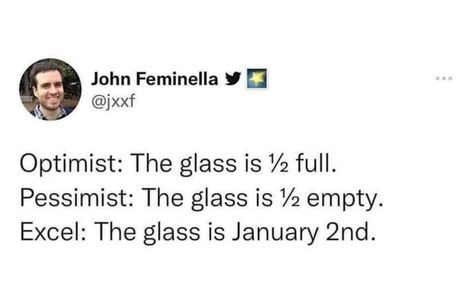 John Feminella
@jxxf
Optimist: The glass is ½ full.
Pessimist: The glass is ½ empty.
Excel: The glass is January 2nd.